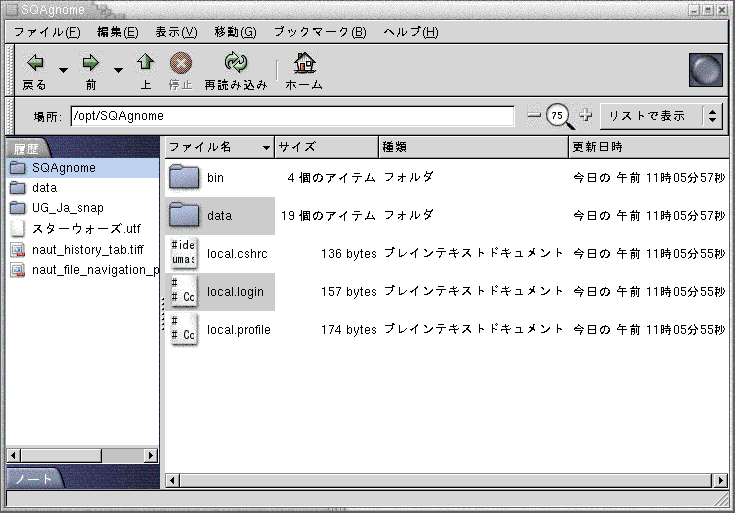 SQAgnome
ファイル(F) 編集(E) 表示(V) 移動(G) ブックマーク(B) ヘルプ(H)
戻る 前 上 停止 再読み込み ホーム
場所: /opt/SQAgnome 75 リストで表示
履歴
SQAgnome
data
UG_Ja_snap
スターウォーズ.utf
naut_history_tab.tiff
naut_file_navigation_p
ノート
ファイル名 サイズ 種類 更新日時
bin 4 個のアイテム フォルダ 今日の 午前 11時05分57秒
data 19 個のアイテム フォルダ 今日の 午前 11時05分57秒
#ide
umas
local.cshrc 136 bytes プレインテキストドキュメント 今日の 午前 11時05分55秒
#
# Co
local.login 157 bytes プレインテキストドキュメント 今日の 午前 11時05分55秒
#
# Co
local.profile 174 bytes プレインテキストドキュメント 今日の 午前 11時05分55秒